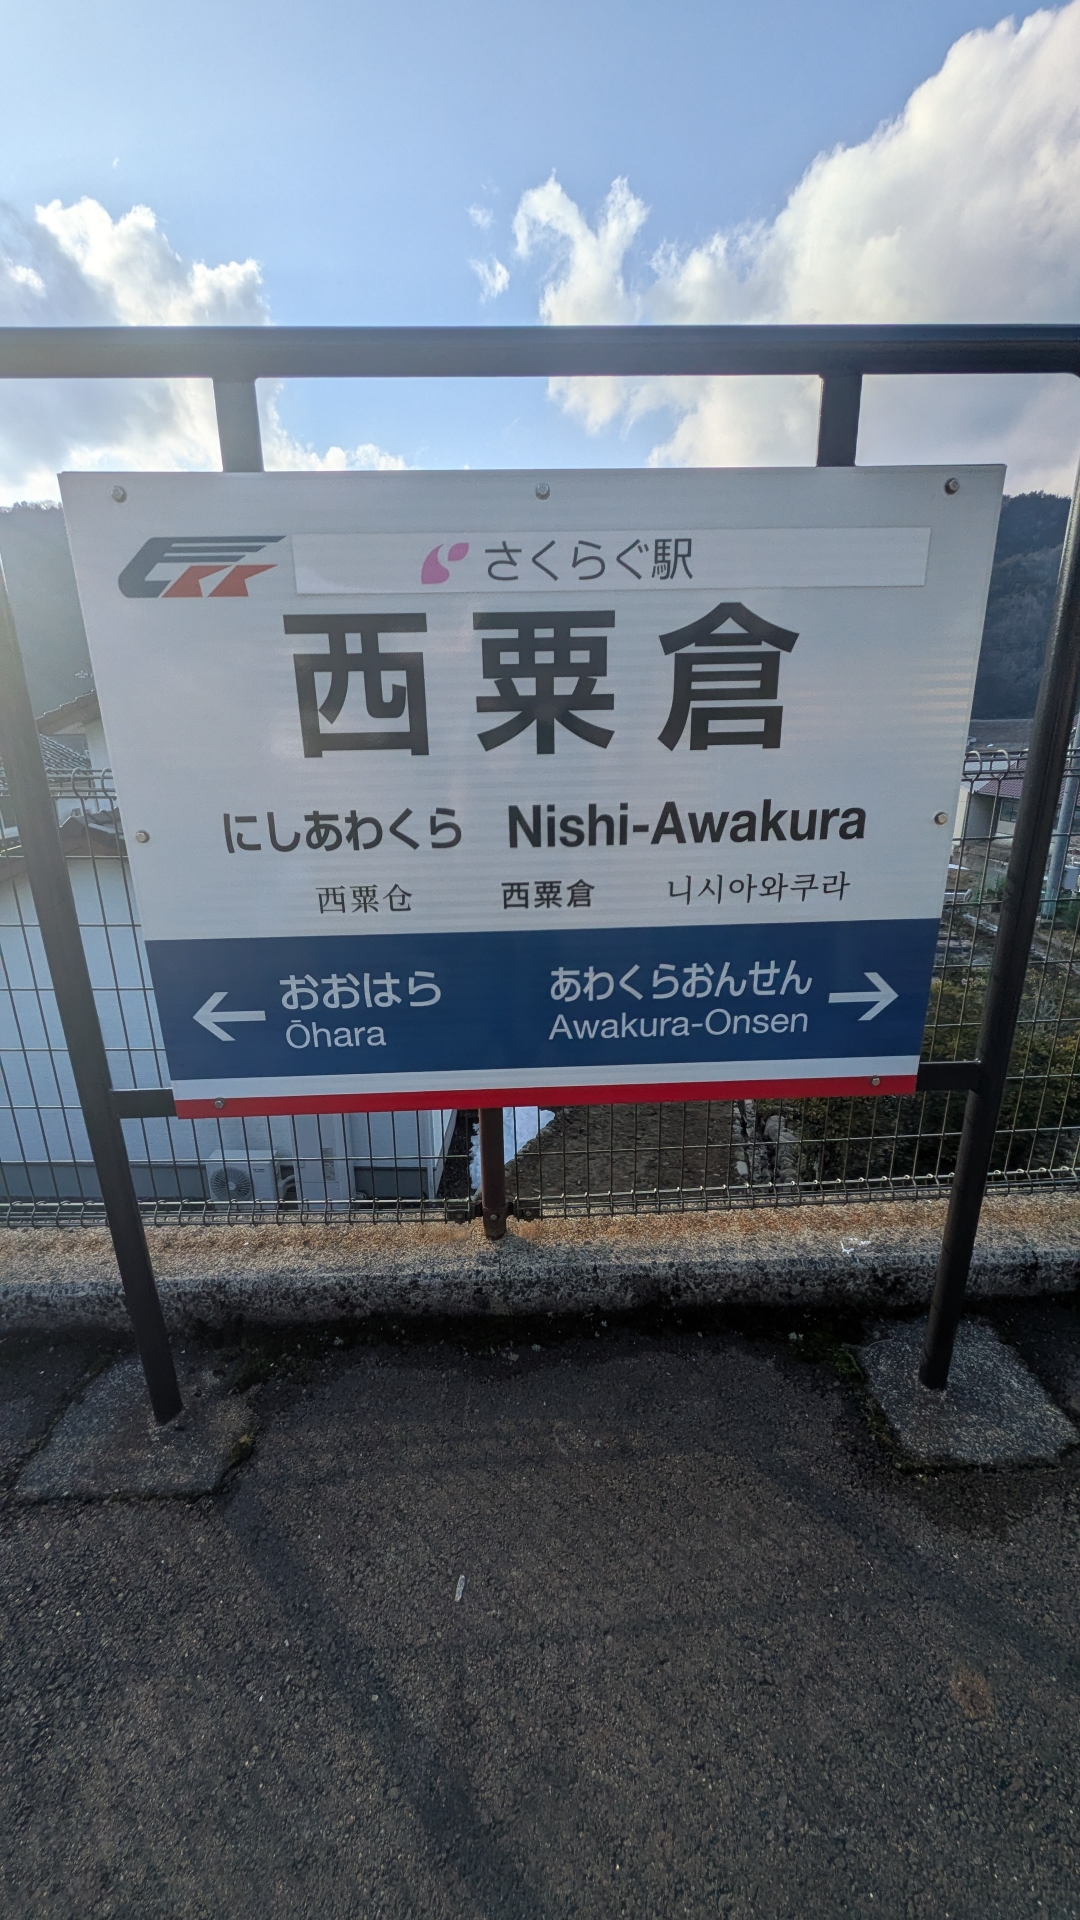 さくらぐ駅
西粟倉
にしあわくら Nishi-Awakura
西粟仓 西粟倉 니시아와쿠라
← おおはら あわくらおんせん →
Ōhara Awakura-Onsen